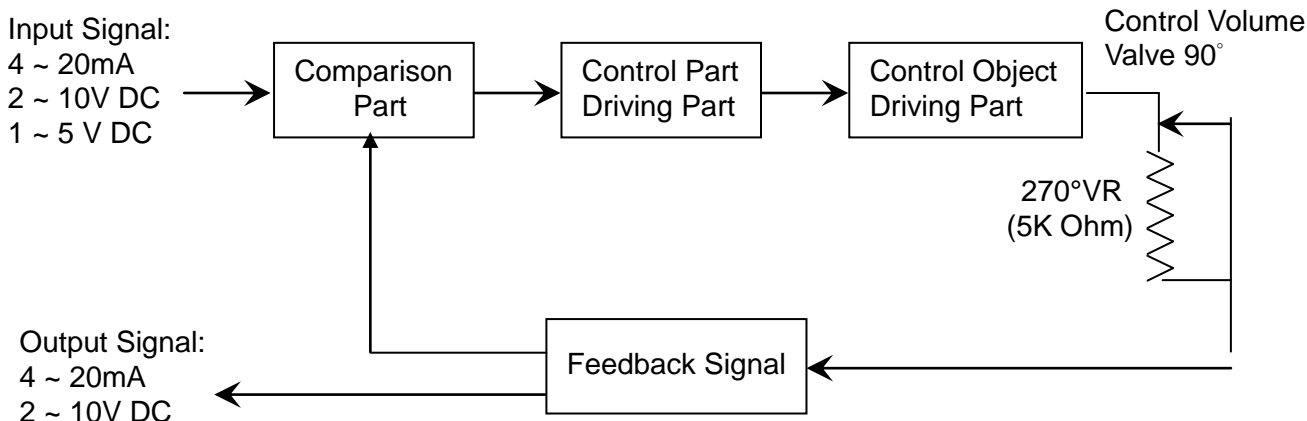 Input Signal:
4 ~ 20mA
2 ~ 10V DC
1 ~ 5 V DC
Comparison
Part
Control Part
Driving Part
Control Object
Driving Part
Control Volume
Valve 90°
270°VR
(5K Ohm)
Feedback Signal
Output Signal:
4 ~ 20mA
2 ~ 10V DC